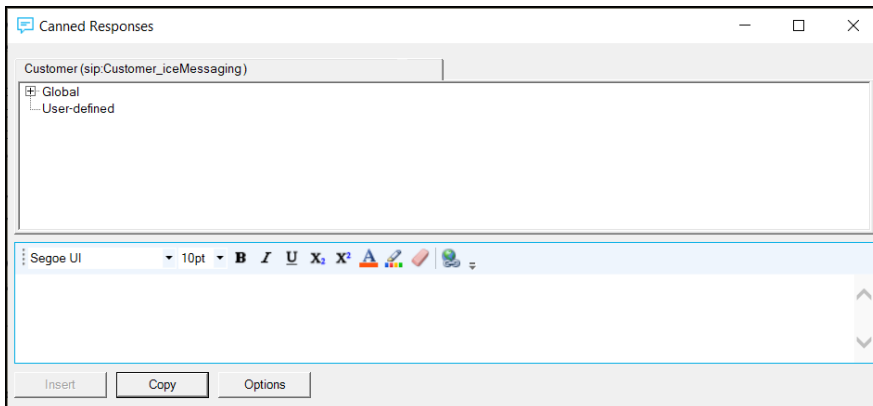 Canned Responses
Customer (sip:Customer_iceMessaging)
Global
User-defined
Segoe UI 10pt B I U X₂ X² A
Insert Copy Options